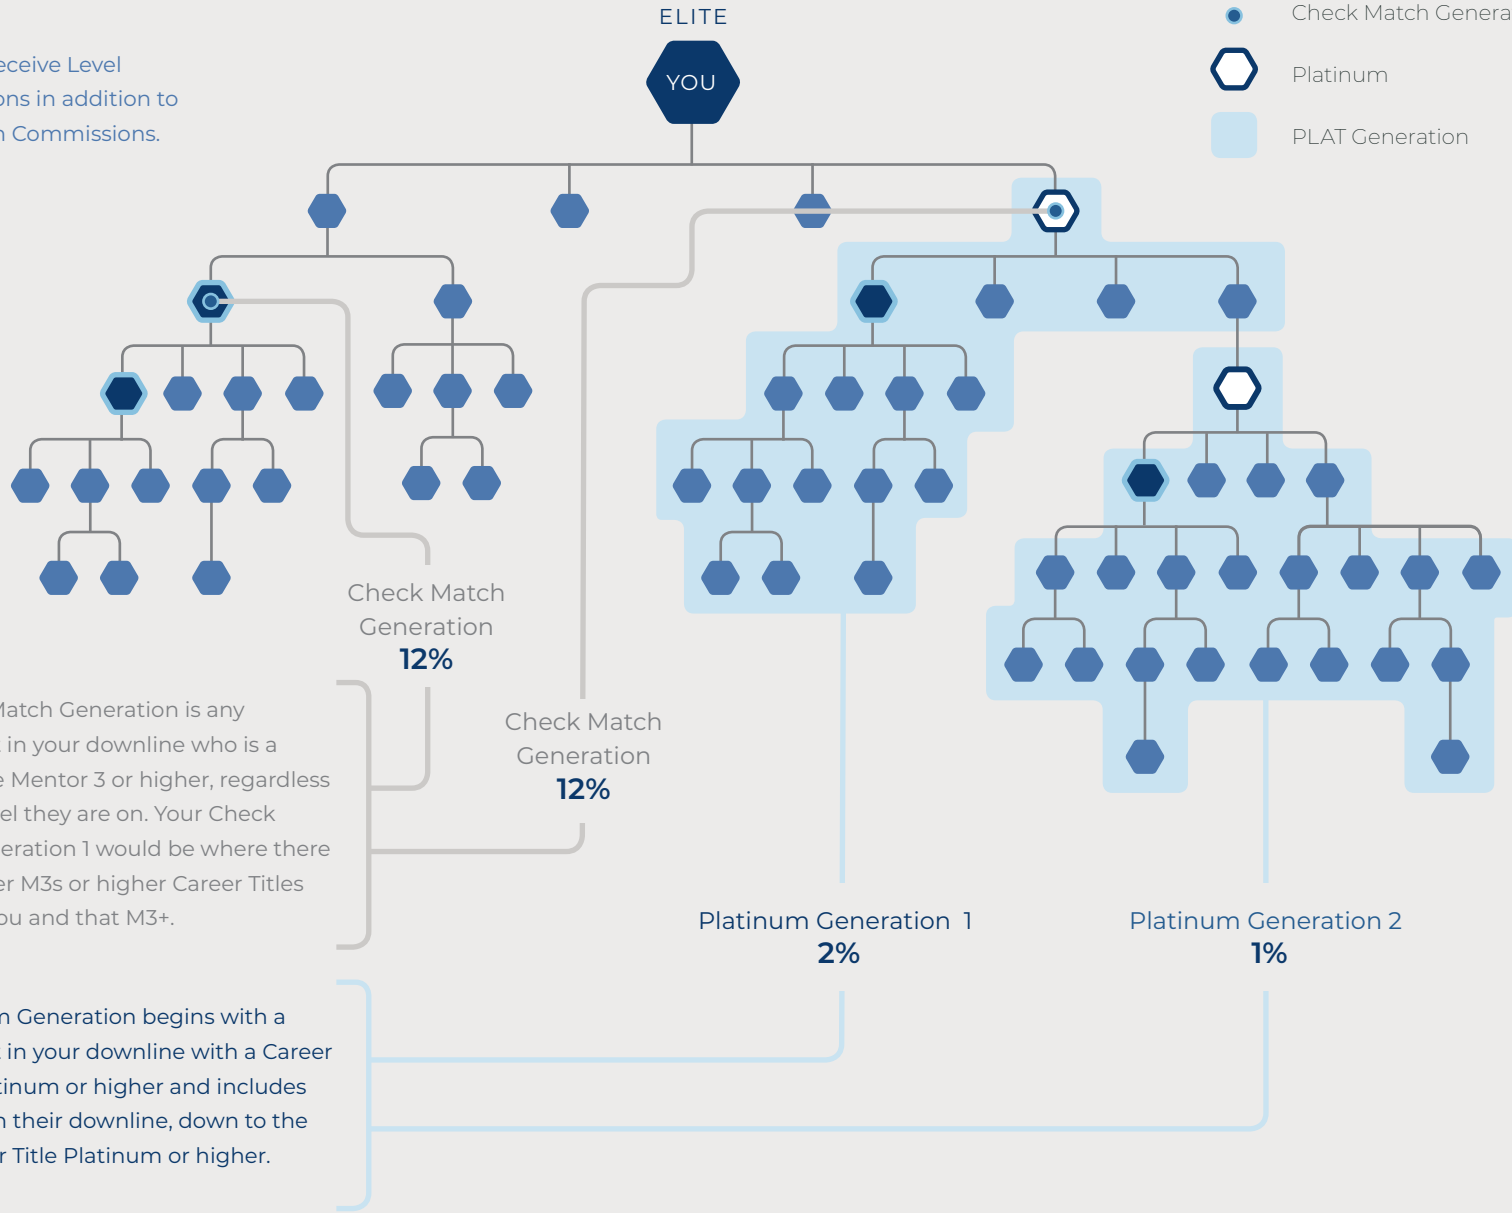 ELITE
YOU
eceive Level
ons in addition to
n Commissions.
Check Match Genera
Platinum
PLAT Generation
Check Match
Generation
12%
Check Match
Generation
12%
Match Generation is any
t in your downline who is a
e Mentor 3 or higher, regardless
el they are on. Your Check
eration 1 would be where there
er M3s or higher Career Titles
ou and that M3+.
Platinum Generation 1
2%
Platinum Generation 2
1%
m Generation begins with a
t in your downline with a Career
tinum or higher and includes
n their downline, down to the
r Title Platinum or higher.